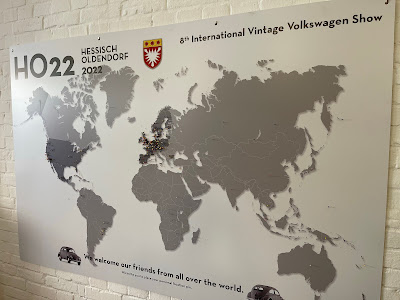 HO22
HESSISCH
OLDENDORF
2022
8th International Vintage Volkswagen Show
We welcome our friends from all over the world.